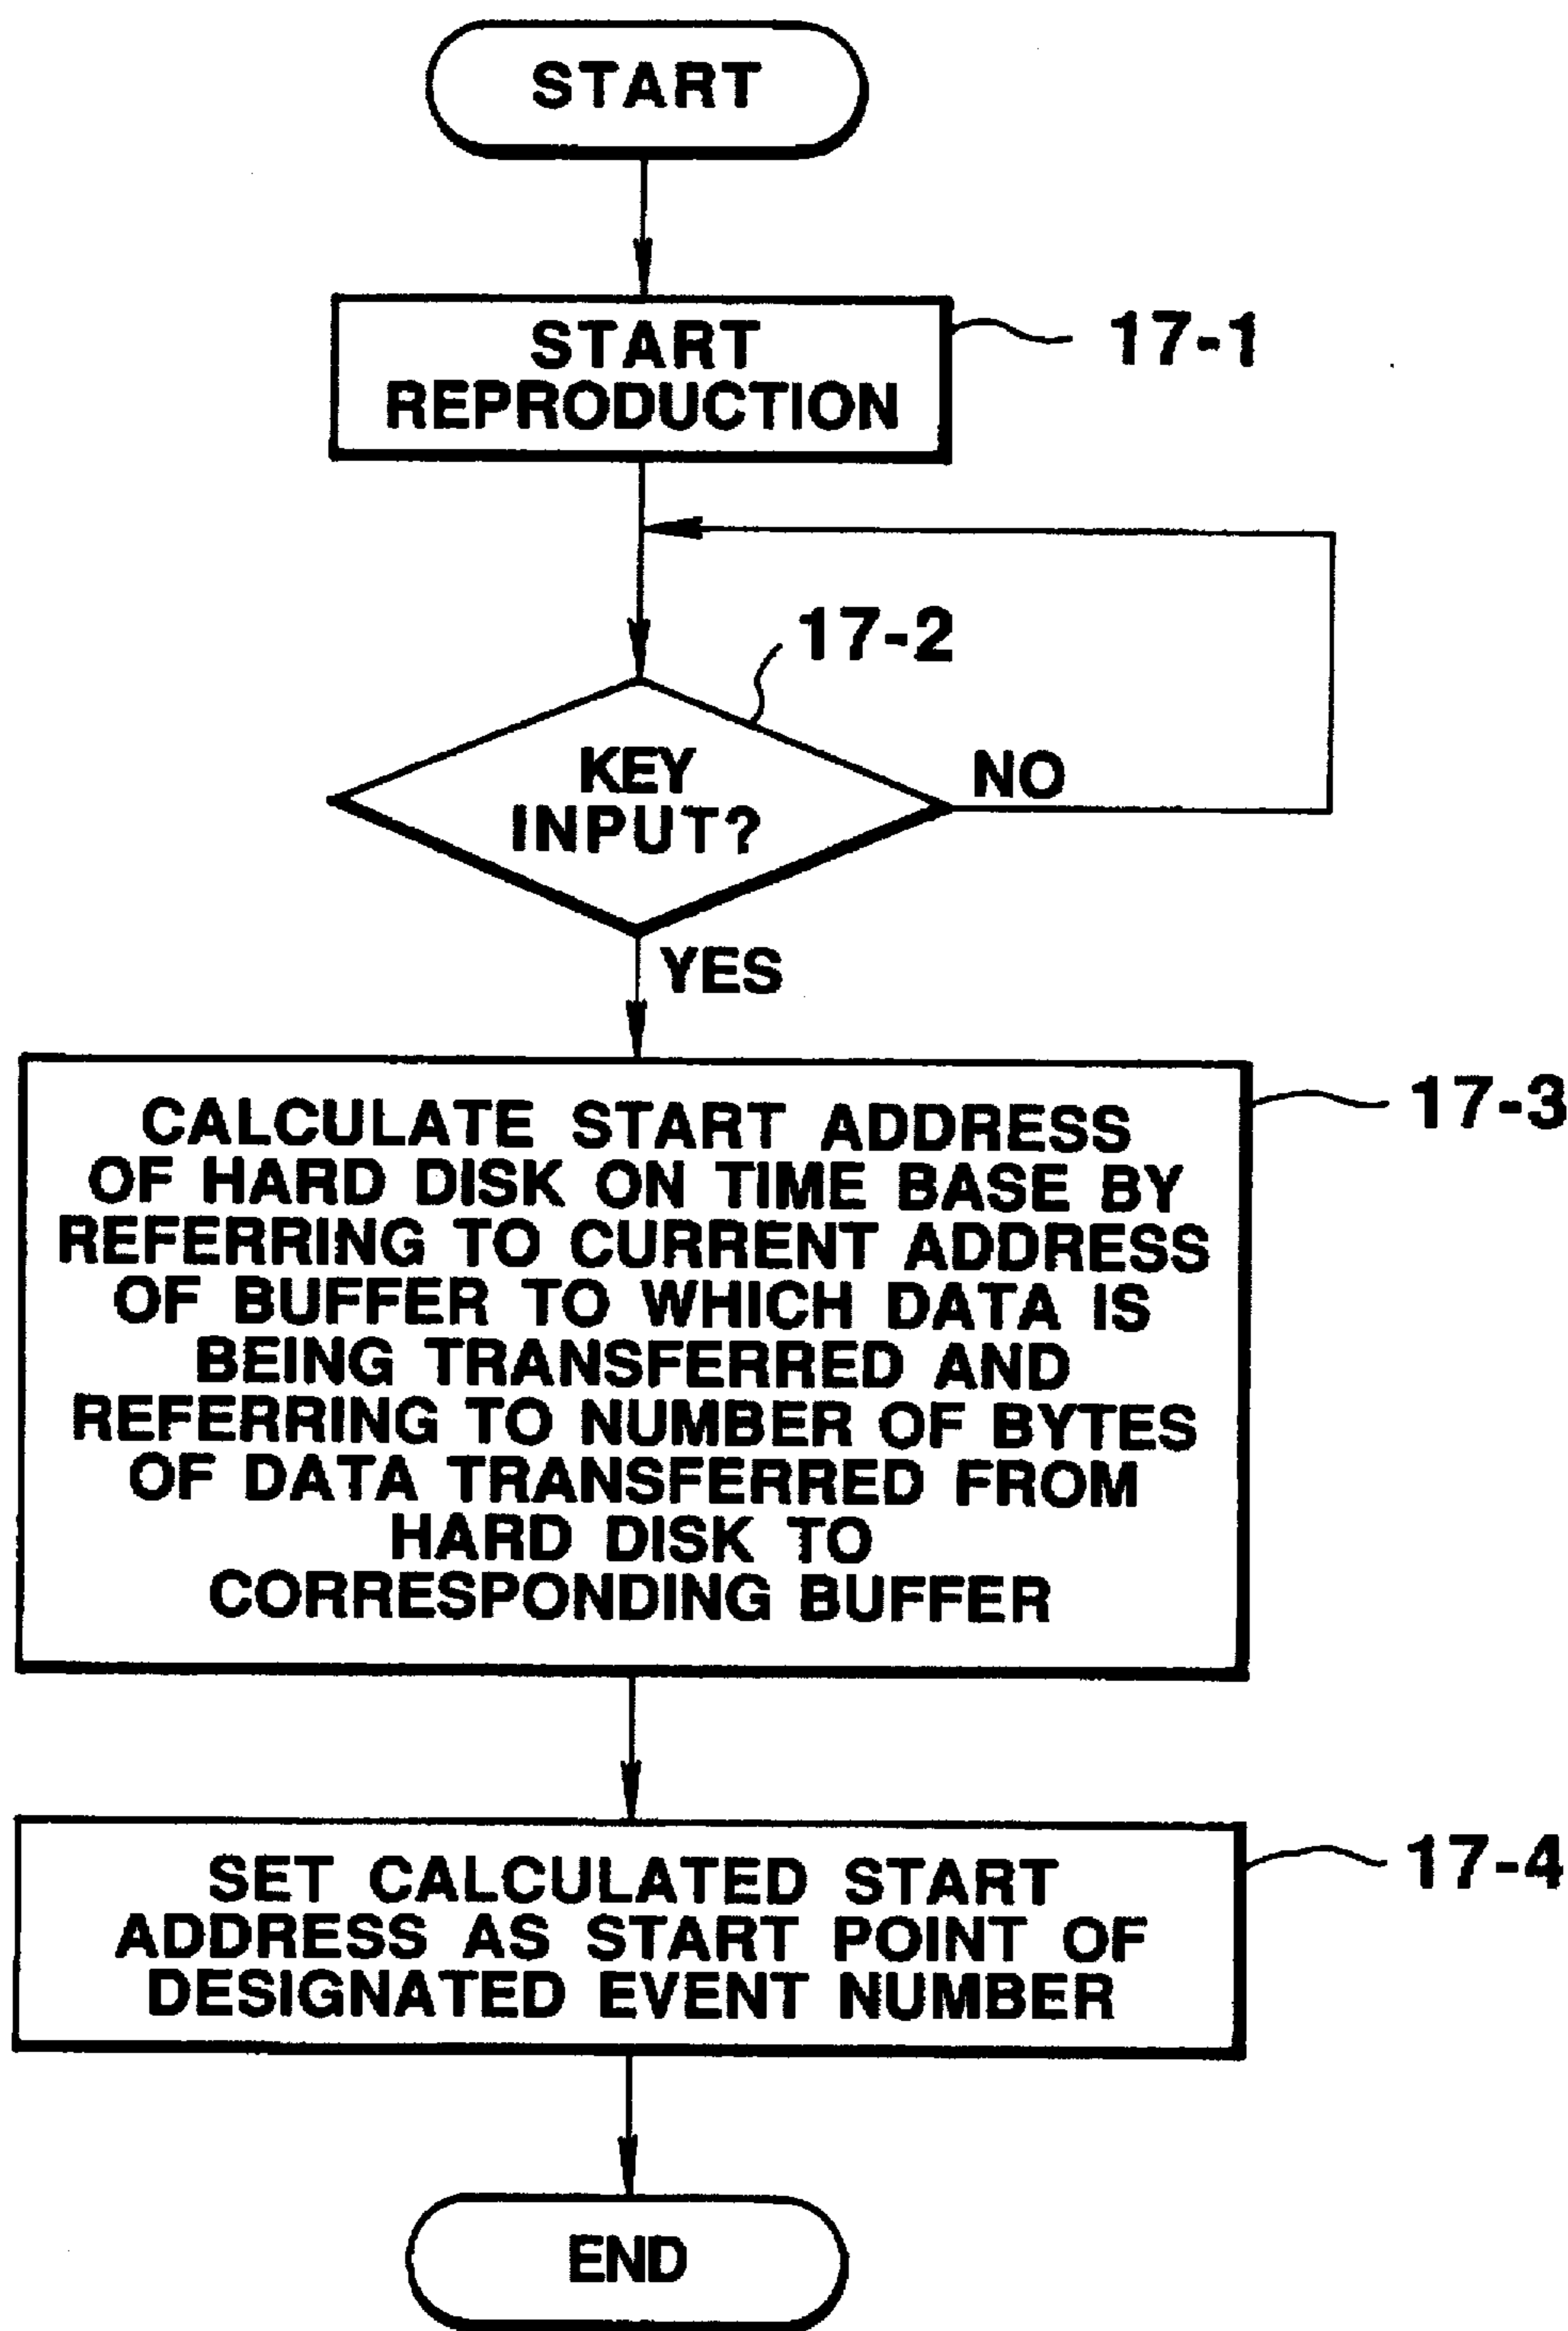 START
START
REPRODUCTION
17-1
17-2
KEY
INPUT?
NO
YES
CALCULATE START ADDRESS
OF HARD DISK ON TIME BASE BY
REFERRING TO CURRENT ADDRESS
OF BUFFER TO WHICH DATA IS
BEING TRANSFERRED AND
REFERRING TO NUMBER OF BYTES
OF DATA TRANSFERRED FROM
HARD DISK TO
CORRESPONDING BUFFER
17-3
SET CALCULATED START
ADDRESS AS START POINT OF
DESIGNATED EVENT NUMBER
17-4
END